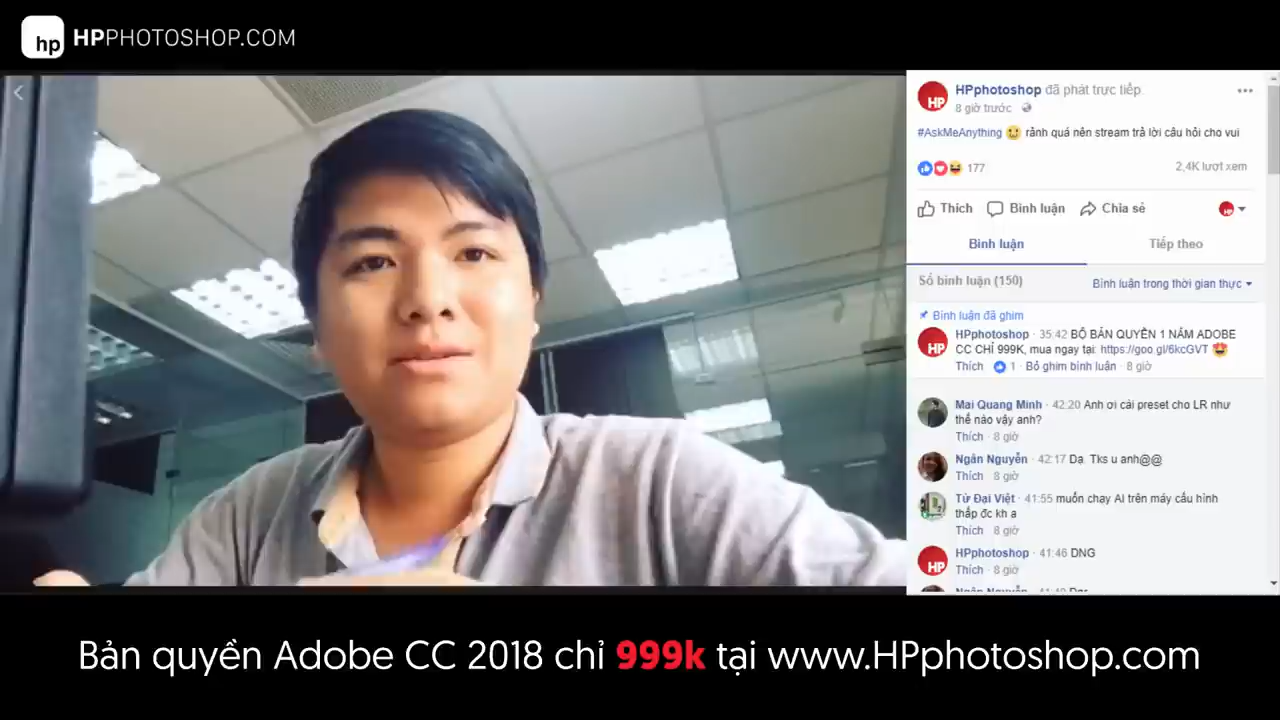 hp HPPHOTOSHOP.COM
HPphotoshop đã phát trực tiếp.
8 giờ trước
#AskMeAnything rảnh quá nên stream trả lời câu hỏi cho vui
177
2,4K lượt xem
Thích Bình luận Chia sẻ
Bình luận Tiếp theo
Số bình luận (150)
Bình luận trong thời gian thực
Bình luận đã ghim
HPphotoshop · 35:42 BỘ BẢN QUYỀN 1 NĂM ADOBE
CC CHỈ 999K, mua ngay tại: https://goo.gl/6kcGVT
Thích · 1 · Bỏ ghim bình luận · 8 giờ
Mai Quang Minh · 42:20 Anh ơi cái preset cho LR như
thế nào vậy anh?
Thích · 8 giờ
Ngân Nguyễn · 42:17 Dạ. Tks u anh@@
Thích · 8 giờ
Tứ Đại Việt · 41:55 muốn chạy AI trên máy cấu hình
thấp đc kh a
Thích · 8 giờ
HPphotoshop · 41:46 DNG
Thích · 8 giờ
Ngân Nguyễn
Bản quyền Adobe CC 2018 chỉ 999k tại www.HPphotoshop.com